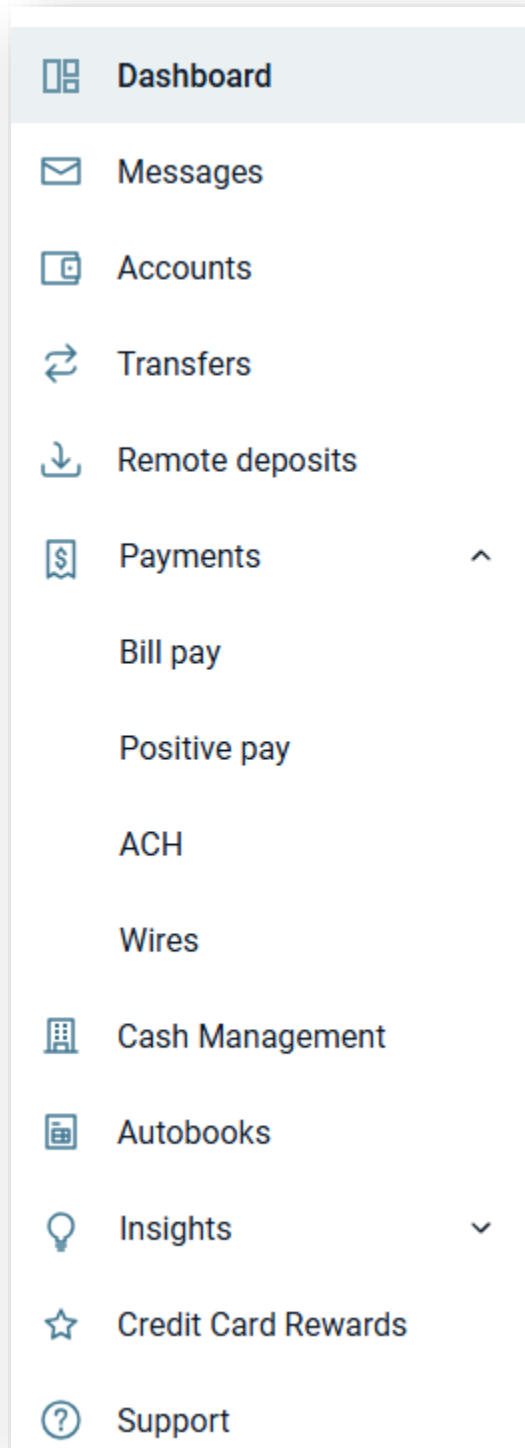 Dashboard
Messages
Accounts
Transfers
Remote deposits
Payments
Bill pay
Positive pay
ACH
Wires
Cash Management
Autobooks
Insights
Credit Card Rewards
Support